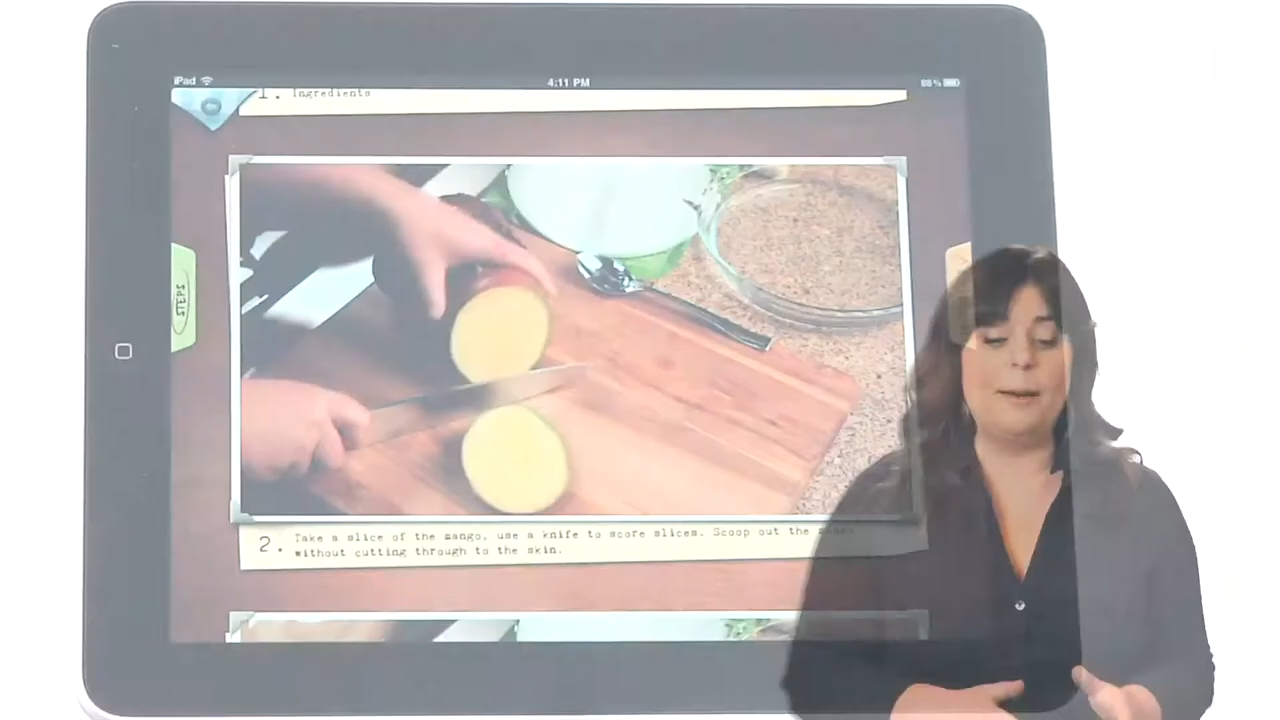 iPad 4:11 PM 88%
1. Ingredients
STEPS
2. Take a slice of the mango, use a knife to score slices. Scoop out the
without cutting through to the skin.